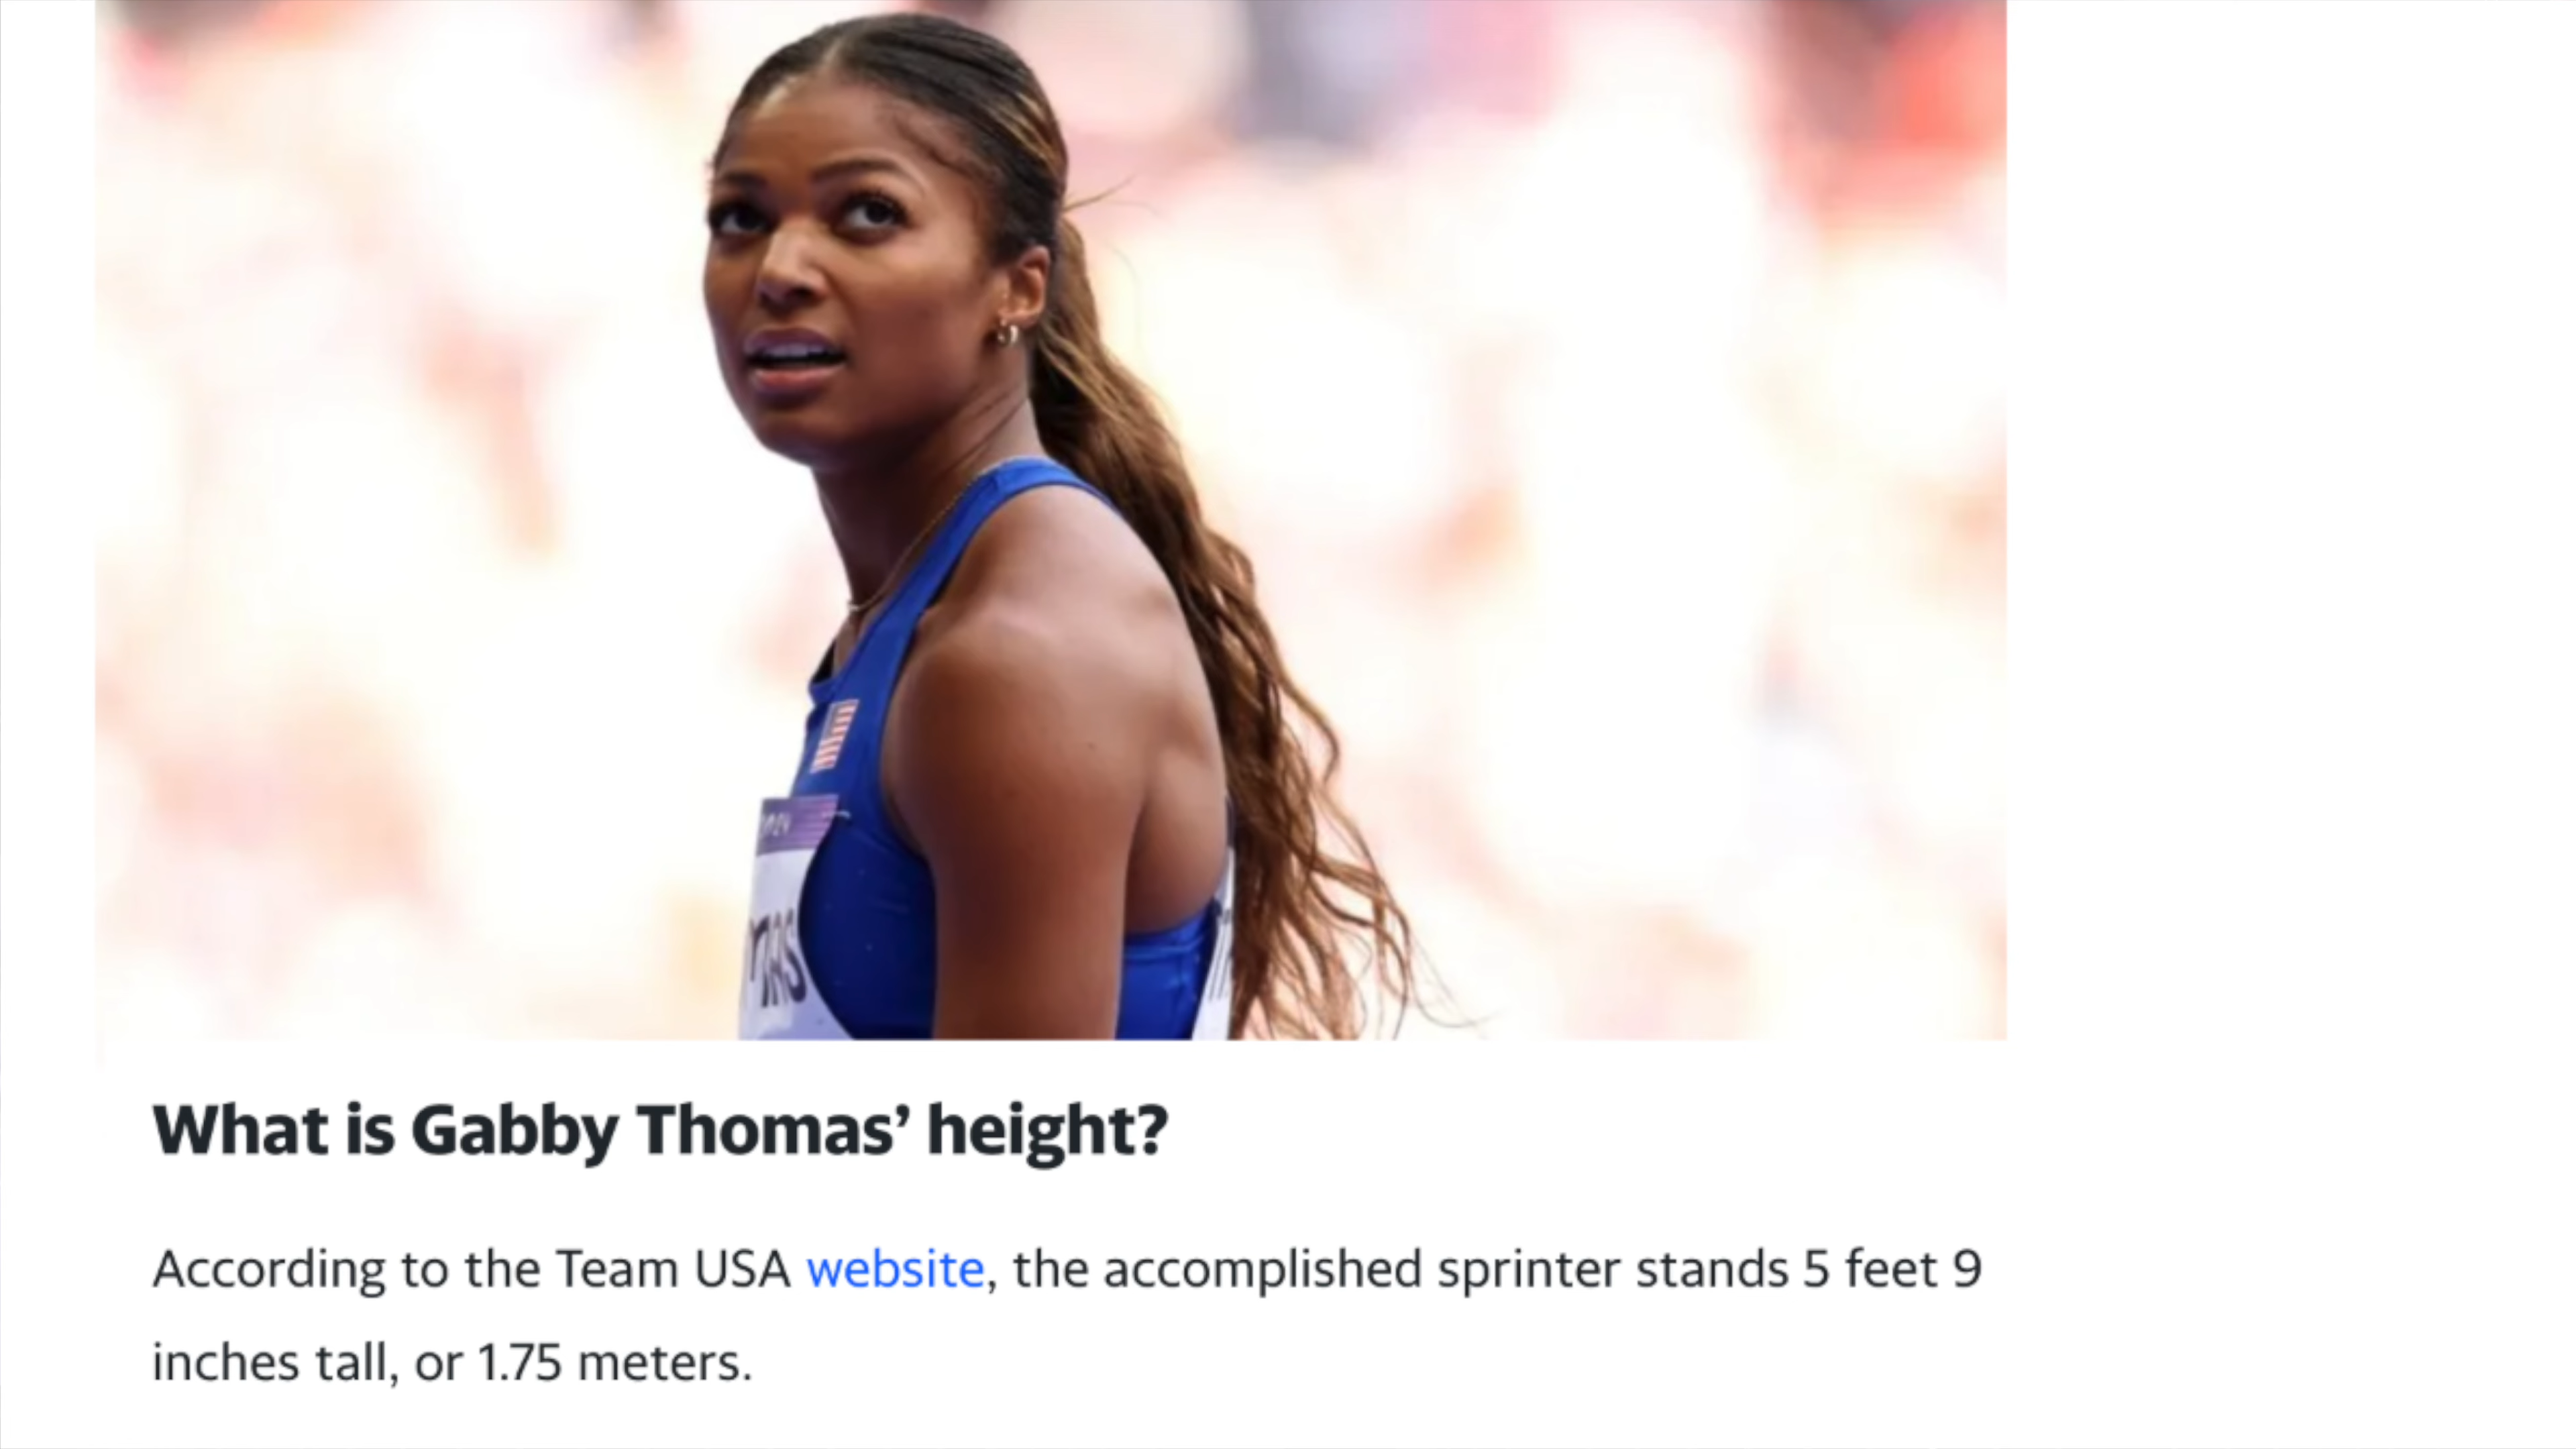 MAS
What is Gabby Thomas’ height?
According to the Team USA website, the accomplished sprinter stands 5 feet 9
inches tall, or 1.75 meters.